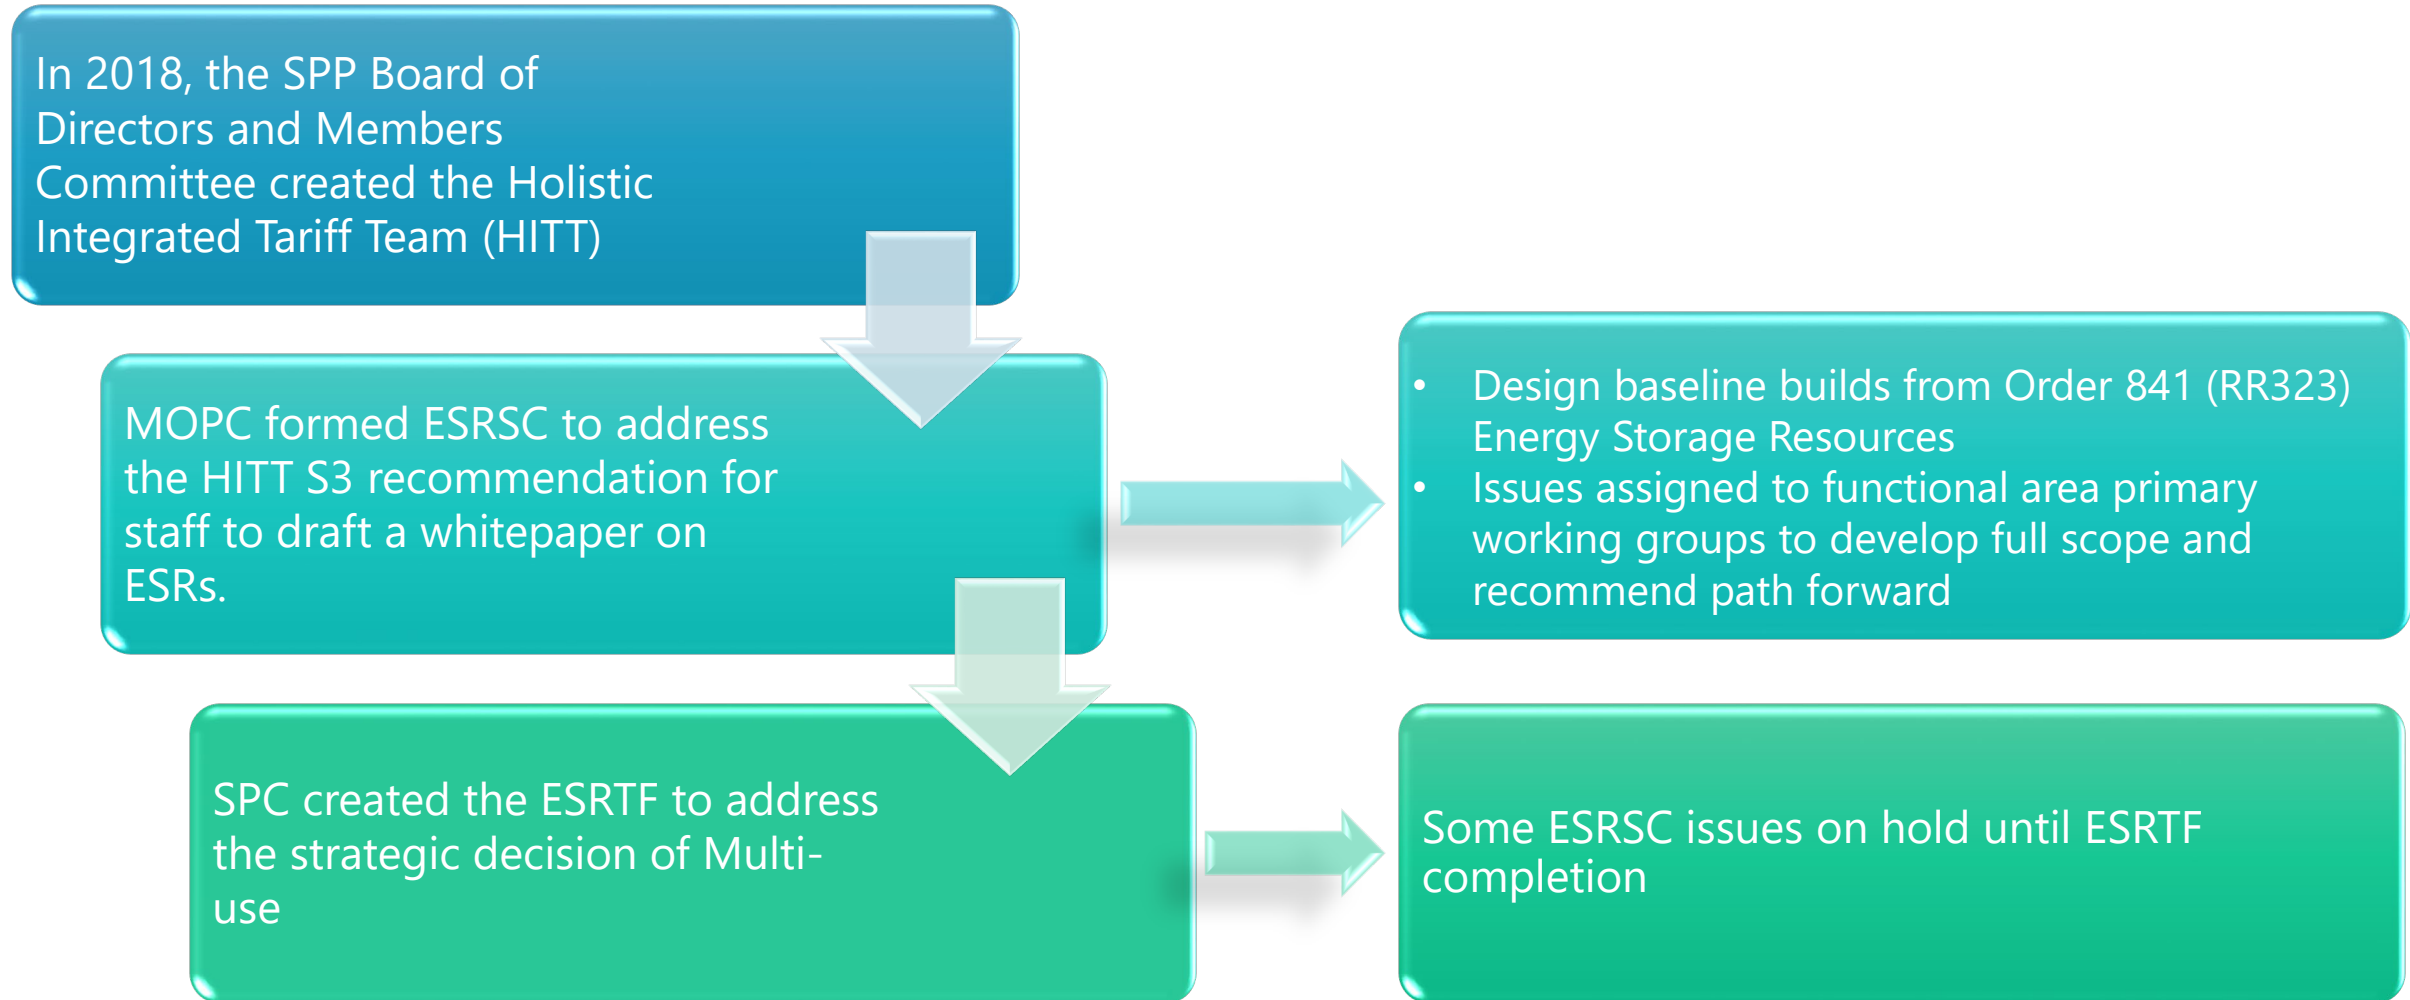 In 2018, the SPP Board of
Directors and Members
Committee created the Holistic
Integrated Tariff Team (HITT)
MOPC formed ESRSC to address
the HITT S3 recommendation for
staff to draft a whitepaper on
ESRs.
• Design baseline builds from Order 841 (RR323)
Energy Storage Resources
• Issues assigned to functional area primary
working groups to develop full scope and
recommend path forward
SPC created the ESRTF to address
the strategic decision of Multi-
use
Some ESRSC issues on hold until ESRTF
completion